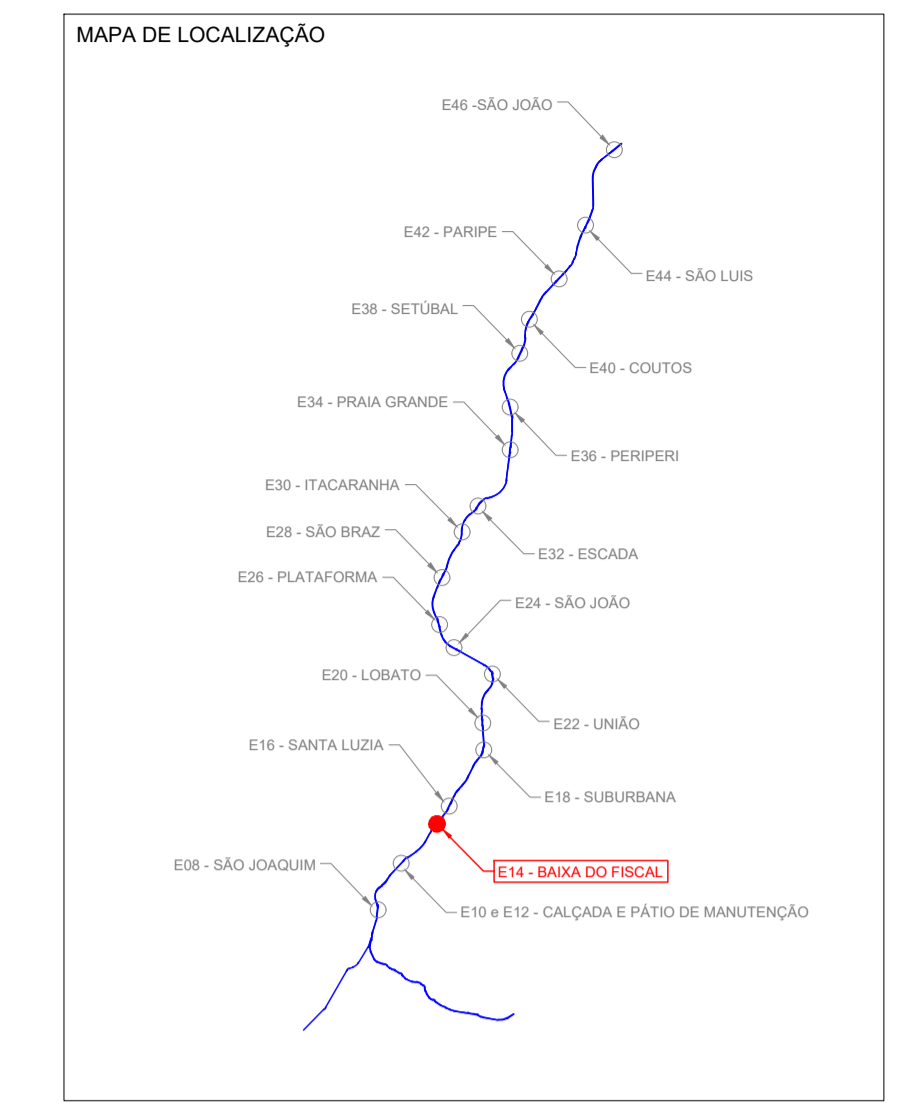 MAPA DE LOCALIZAÇÃO
E46 -SÃO JOÃO
E42 - PARIPE
E44 - SÃO LUIS
E38 - SETÚBAL
E40 - COUTOS
E34 - PRAIA GRANDE
E36 - PERIPERI
E30 - ITACARANHA
E28 - SÃO BRAZ
E32 - ESCADA
E26 - PLATAFORMA
E24 - SÃO JOÃO
E20 - LOBATO
E22 - UNIÃO
E16 - SANTA LUZIA
E18 - SUBURBANA
E08 - SÃO JOAQUIM
E14 - BAIXA DO FISCAL
E10 e E12 - CALÇADA E PÁTIO DE MANUTENÇÃO